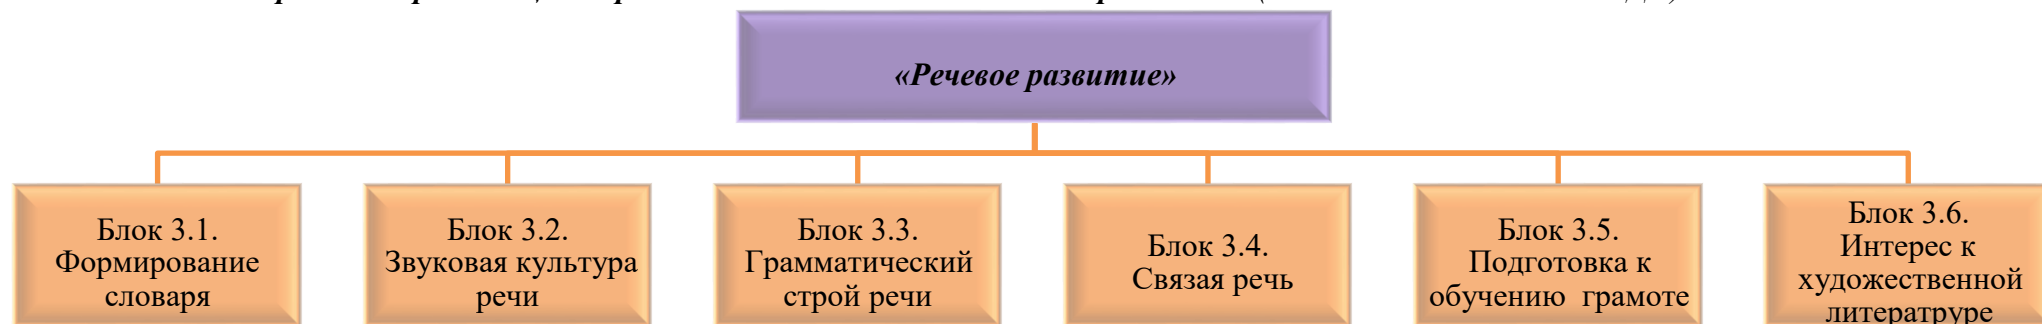 «Речевое развитие»
Блок 3.1.
Формирование
словаря
Блок 3.2.
Звуковая культура
речи
Блок 3.3.
Грамматический
строй речи
Блок 3.4.
Связая речь
Блок 3.5.
Подготовка к
обучению грамоте
Блок 3.6.
Интерес к
художественной
литератруре